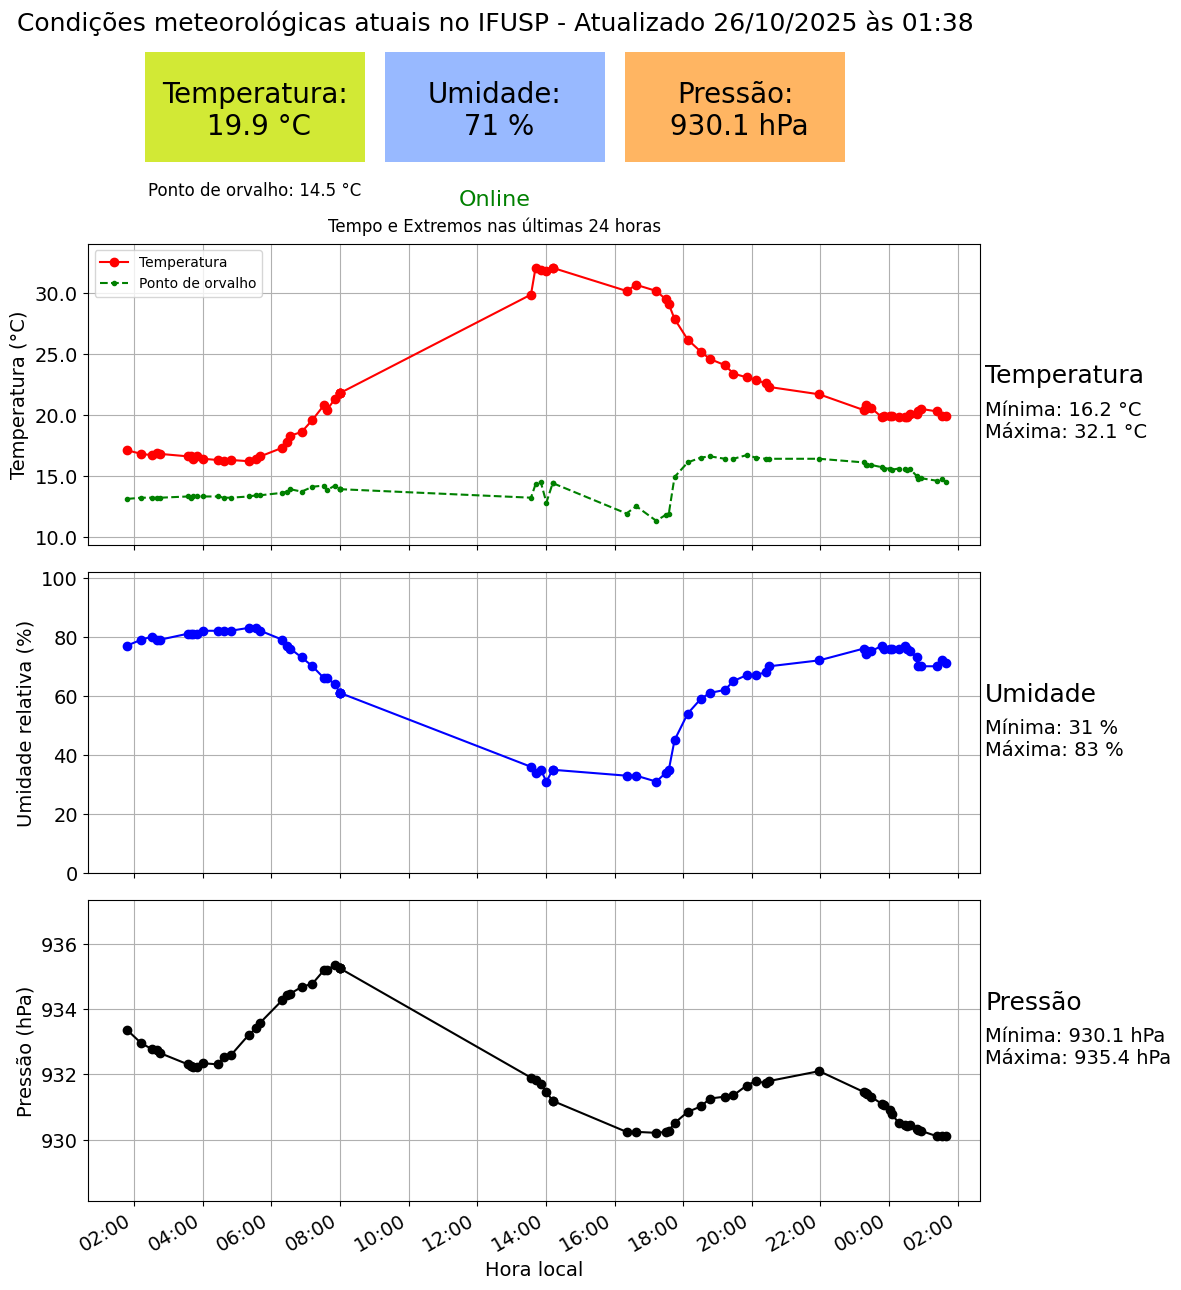 Condições meteorológicas atuais no IFUSP - Atualizado 26/10/2025 às 01:38
Temperatura:
19.9 °C
Umidade:
71 %
Pressão:
930.1 hPa
Ponto de orvalho: 14.5 °C
Online
Tempo e Extremos nas últimas 24 horas
Temperatura
Ponto de orvalho
Temperatura (°C)
30.0
25.0
20.0
15.0
10.0
Temperatura
Mínima: 16.2 °C
Máxima: 32.1 °C
Umidade relativa (%)
100
80
60
40
20
0
Umidade
Mínima: 31 %
Máxima: 83 %
Pressão (hPa)
936
934
932
930
Pressão
Mínima: 930.1 hPa
Máxima: 935.4 hPa
02:00
04:00
06:00
08:00
10:00
12:00
14:00
16:00
18:00
20:00
22:00
00:00
02:00
Hora local